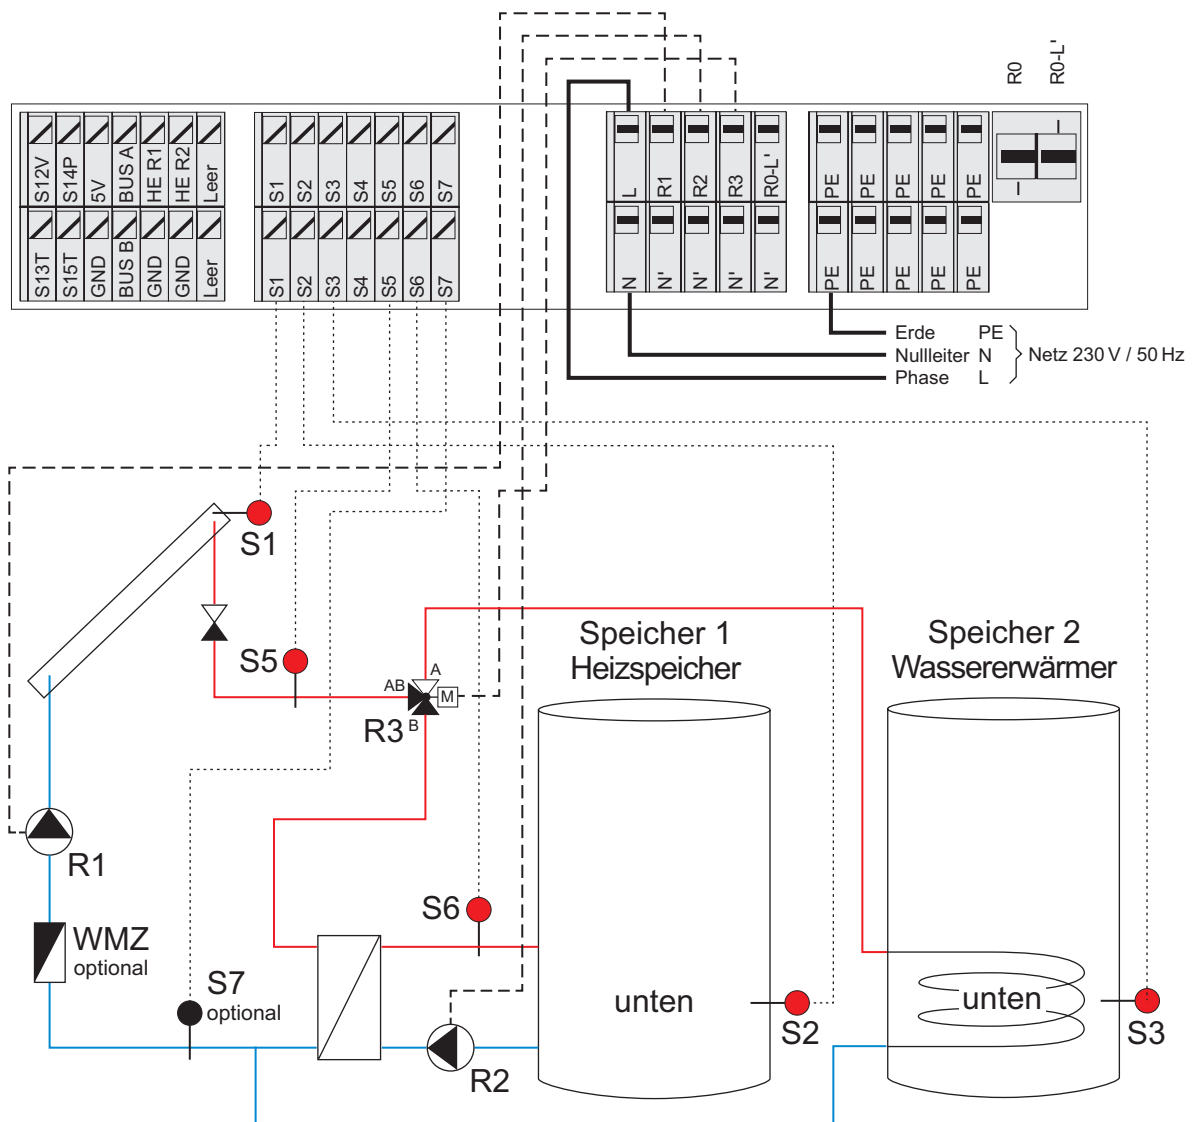 R0
R0-L'
S12V
S14P
5V
BUS A
HE R1
HE R2
Leer
S1
S2
S3
S4
S5
S6
S7
L
R1
R2
R3
R0-L'
PE
PE
PE
PE
PE
S13T
S15T
GND
BUS B
GND
GND
Leer
S1
S2
S3
S4
S5
S6
S7
N
N'
N'
N'
N'
PE
PE
PE
PE
PE
Erde PE
Nullleiter N
Phase L
Netz 230 V / 50 Hz
S1
S5
AB
A
M
R3
B
Speicher 1
Heizspeicher
Speicher 2
Wassererwärmer
R1
S6
WMZ
optional
S7
optional
unten
S2
unten
S3
R2